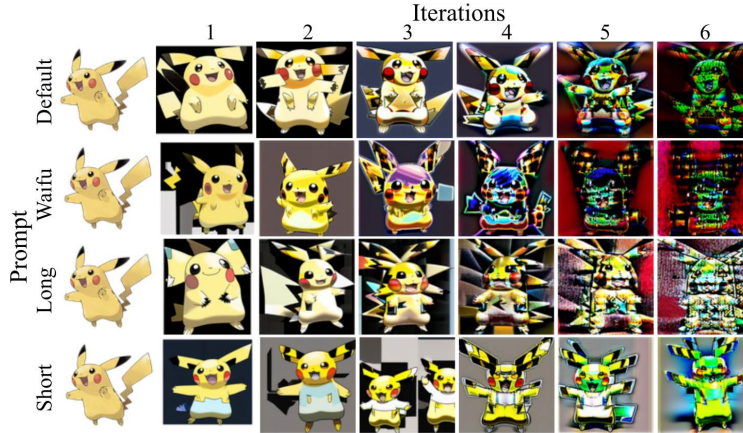 Iterations
1 2 3 4 5 6
Prompt
Default
Waifu
Long
Short